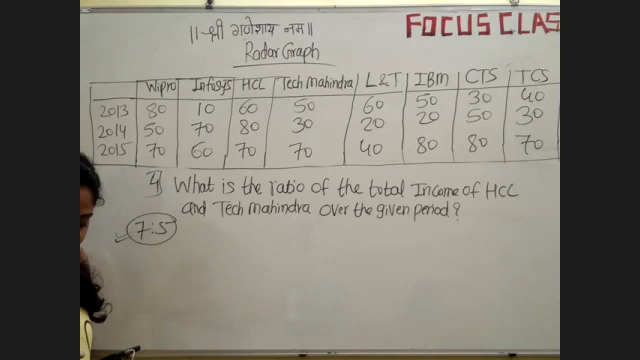 ||श्री गणेशाय नमः||
FOCUS CLAS
Radar Graph
Wipro Infosys HCL Tech Mahindra L&T IBm CTS TCS
2013 80 10 60 50 60 50 30 40
2014 50 70 80 30 20 20 50 30
2015 70 60 70 70 40 80 80 70
4) What is the ratio of the total Income of HCL
and Tech Mahindra over the given period?
7:5